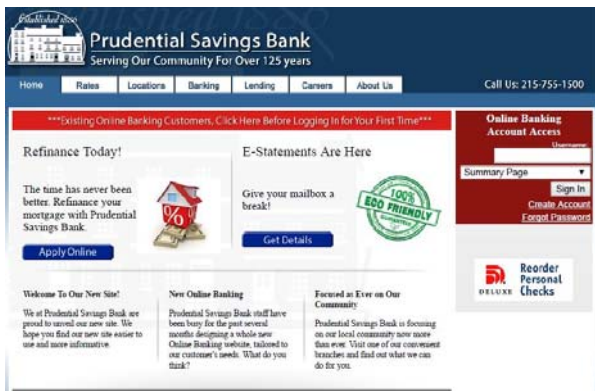 Established 1886
Prudential Savings Bank
Serving Our Community For Over 125 years
Home
Rates
Locations
Banking
Lending
Careers
About Us
Call Us: 215-755-1500
***Existing Online Banking Customers, Click Here Before Logging In for Your First Time***
Refinance Today!
The time has never been
better. Refinance your
mortgage with Prudential
Savings Bank.
Apply Online
%
E-Statements Are Here
Give your mailbox a
break!
100%
ECO FRIENDLY
Get Details
Online Banking
Account Access
Username:
Summary Page
Sign In
Create Account
Forgot Password
DELUXE
Reorder
Personal
Checks
Welcome To Our New Site!
We at Prudential Savings Bank are
proud to unveil our new site. We
hope you find our new site easier to
use and more informative.
New Online Banking
Prudential Savings Bank staff have
been busy for the past several
months designing a whole new
Online Banking website, tailored to
our customer's needs. What do you
think?
Focused as Ever on Our
Community
Prudential Savings Bank is focusing
on our local community now more
than ever. Visit one of our convenient
branches and find out what we can
do for you.